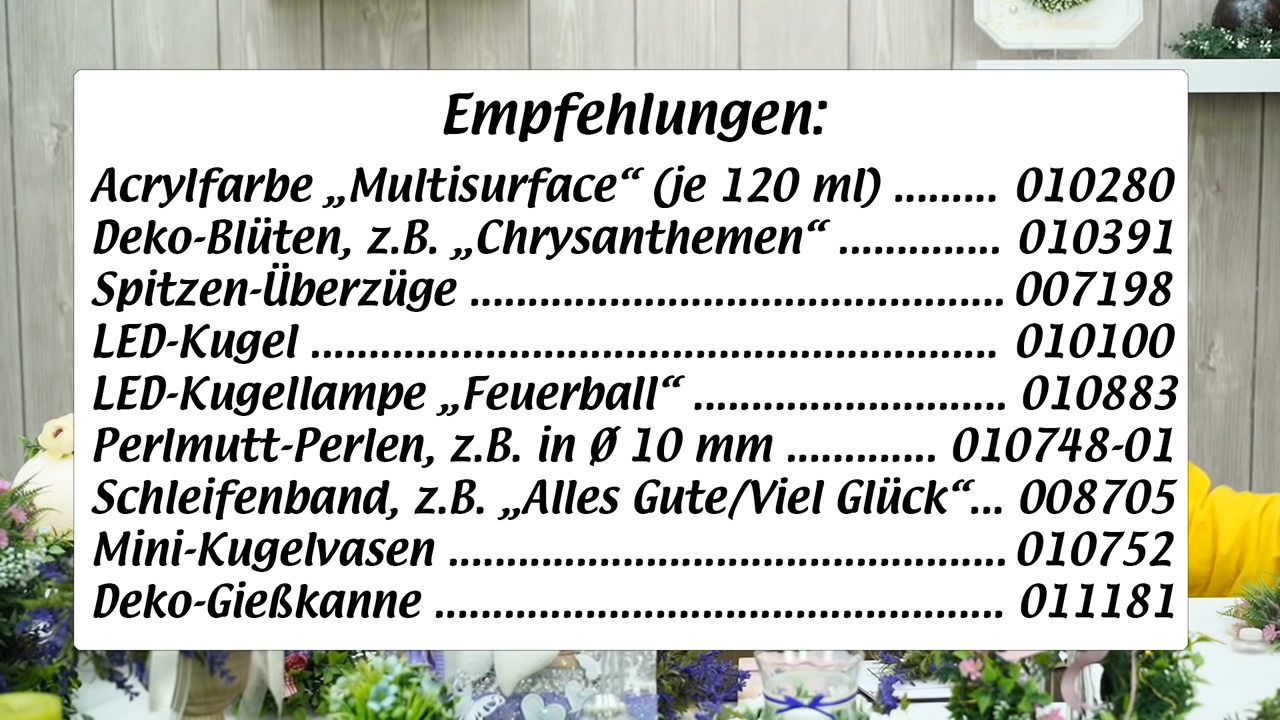 Empfehlungen:
Acrylfarbe „Multisurface“ (je 120 ml) ......... 010280
Deko-Blüten, z.B. „Chrysanthemen“ .............. 010391
Spitzen-Überzüge .............................................. 007198
LED-Kugel ........................................................... 010100
LED-Kugellampe „Feuerball“ ........................... 010883
Perlmutt-Perlen, z.B. in Ø 10 mm ............. 010748-01
Schleifenband, z.B. „Alles Gute/Viel Glück“... 008705
Mini-Kugelvasen ................................................ 010752
Deko-Gießkanne ................................................. 011181